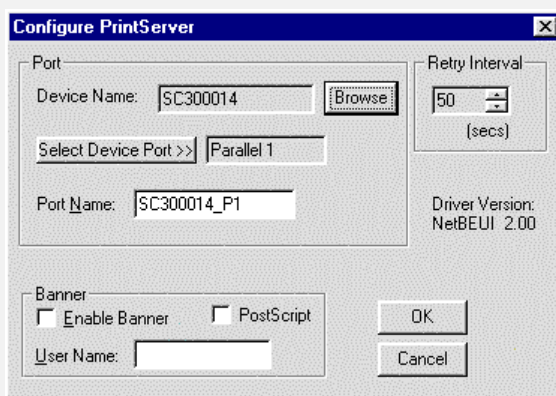 Configure PrintServer
Port
Device Name: SC300014 Browse
Select Device Port >> Parallel 1
Port Name: SC300014_P1
Retry Interval
50
(secs)
Driver Version:
NetBEUI 2.00
Banner
Enable Banner PostScript
User Name:
OK
Cancel